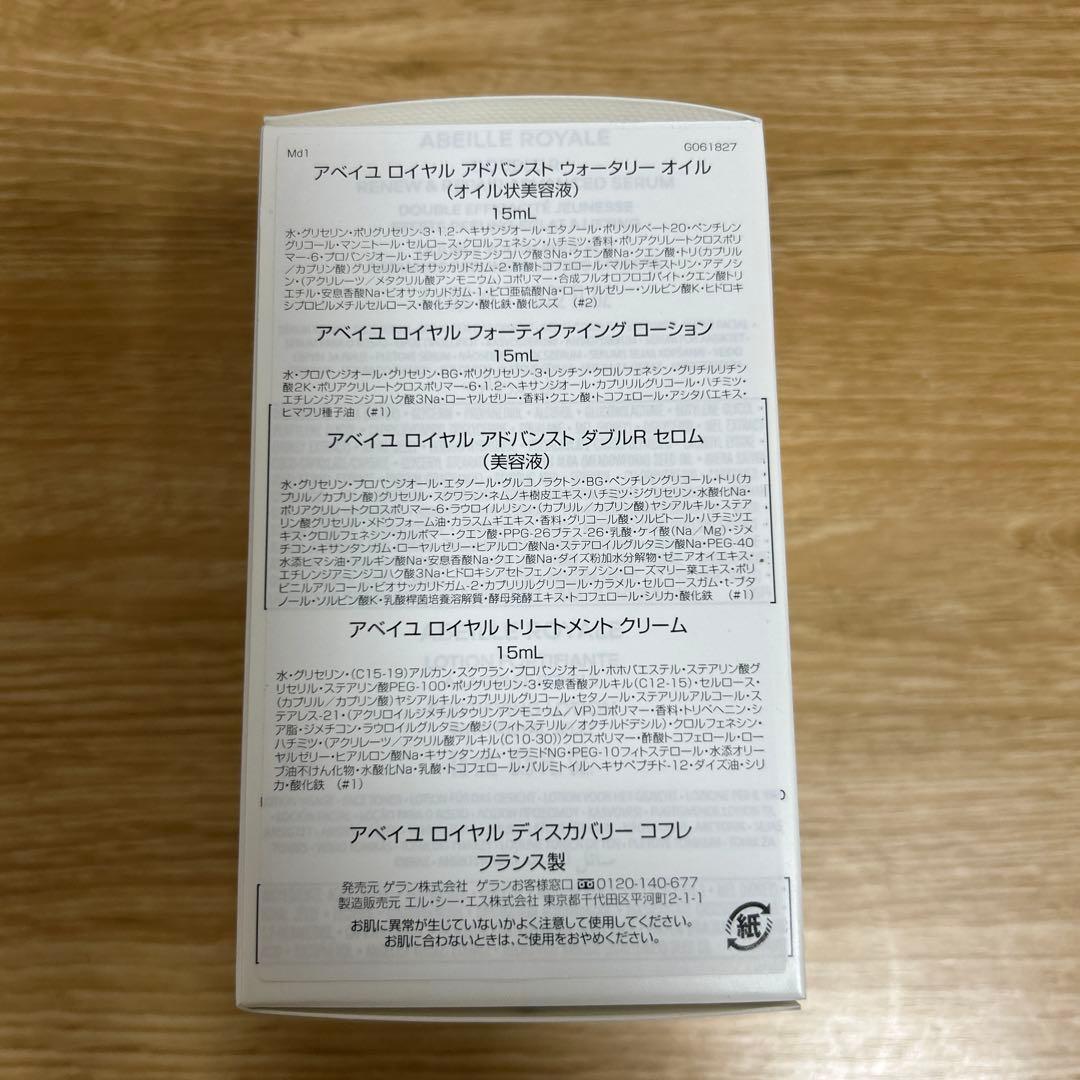 ABEILLE ROYALE
Md1
G061827
アベイユ ロイヤル アドバンスト ウォータリー オイル
(オイル状美容液)
15mL
水・グリセリン・ポリグリセリン-3・1,2-ヘキサンジオール・エタノール・ポリソルベート20・ペンチレン
グリコール・マンニトール・セルロース・クロルフェネシン・ハチミツ・香料・ポリアクリレートクロスポリ
マー-6・プロパンジオール・エチレンジアミンジコハク酸3Na・クエン酸Na・クエン酸・トリ(カプリル
/カプリン酸)グリセリル・ビオサッカリドガム-2・酢酸トコフェロール・マルトデキストリン・アデノシ
ン・(アクリレーツ/メタクリル酸アンモニウム)コポリマー・合成フルオロフロゴパイト・クエン酸トリ
エチル・安息香酸Na・ビオサッカリドガム-1・ピロ亜硫酸Na・ローヤルゼリー・ソルビン酸K・ヒドロキ
シプロピルメチルセルロース・酸化チタン・酸化鉄・酸化スズ (#2)
アベイユ ロイヤル フォーティファイング ローション
15mL
水・プロパンジオール・グリセリン・BG・ポリグリセリン-3・レシチン・クロルフェネシン・グリチルリチン
酸2K・ポリアクリレートクロスポリマー-6・1,2-ヘキサンジオール・カプリリルグリコール・ハチミツ・
エチレンジアミンジコハク酸3Na・ローヤルゼリー・香料・クエン酸・トコフェロール・アシタバエキス・
ヒマワリ種子油 (#1)
アベイユ ロイヤル アドバンスト ダブルR セロム
(美容液)
水・グリセリン・プロパンジオール・エタノール・グルコノラクトン・BG・ペンチレングリコール・トリ(カ
プリル/カプリン酸)グリセリル・スクワラン・ネムノキ樹皮エキス・ハチミツ・ジグリセリン・水酸化Na・
ポリアクリレートクロスポリマー-6・ラウロイルリシン・(カプリル/カプリン酸)ヤシアルキル・ステア
リン酸グリセリル・メドウフォーム油・カラスムギエキス・香料・グリコール酸・ソルビトール・ハチミツエ
キス・クロルフェネシン・カルボマー・クエン酸・PPG-26ブテス-26・乳酸・ケイ酸(Na/Mg)・ジメ
チコン・キサンタンガム・ローヤルゼリー・ヒアルロン酸Na・ステアロイルグルタミン酸Na・PEG-40
水添ヒマシ油・アルギン酸Na・安息香酸Na・クエン酸Na・ダイズ粉加水分解物・ゼニアオイエキス・
エチレンジアミンジコハク酸3Na・ヒドロキシアセトフェノン・アデノシン・ローズマリー葉エキス・ポリ
ビニルアルコール・ビオサッカリドガム-2・カプリリルグリコール・カラメル・セルロースガム・t-ブタ
ノール・ソルビン酸K・乳酸桿菌培養溶解質・酵母発酵エキス・トコフェロール・シリカ・酸化鉄 (#1)
アベイユ ロイヤル トリートメント クリーム
15mL
水・グリセリン・(C15-19)アルカン・スクワラン・プロパンジオール・ホホバエステル・ステアリン酸グ
リセリル・ステアリン酸PEG-100・ポリグリセリン-3・安息香酸アルキル(C12-15)・セルロース・
(カプリル/カプリン酸)ヤシアルキル・カプリリルグリコール・セタノール・ステアリルアルコール・ス
テアレス-21・(アクリロイルジメチルタウリンアンモニウム/VP)コポリマー・香料・トリベヘニン・シ
ア脂・ジメチコン・ラウロイルグルタミン酸ジ(フィトステリル/オクチルドデシル)・クロルフェネシン・
ハチミツ・(アクリレーツ/アクリル酸アルキル(C10-30))クロスポリマー・酢酸トコフェロール・ロー
ヤルゼリー・ヒアルロン酸Na・キサンタンガム・セラミドNG・PEG-10フィトステロール・水添オリー
ブ油不けん化物・水酸化Na・乳酸・トコフェロール・パルミトイルヘキサペプチド-12・ダイズ油・シリ
カ・酸化鉄 (#1)
アベイユ ロイヤル ディスカバリー コフレ
フランス製
発売元 ゲラン株式会社 ゲランお客様窓口 0120-140-677
製造販売元 エル・シー・エス株式会社 東京都千代田区平河町2-1-1
お肌に異常が生じていないかよく注意して使用してください。
お肌に合わないときは、ご使用をおやめください。
紙